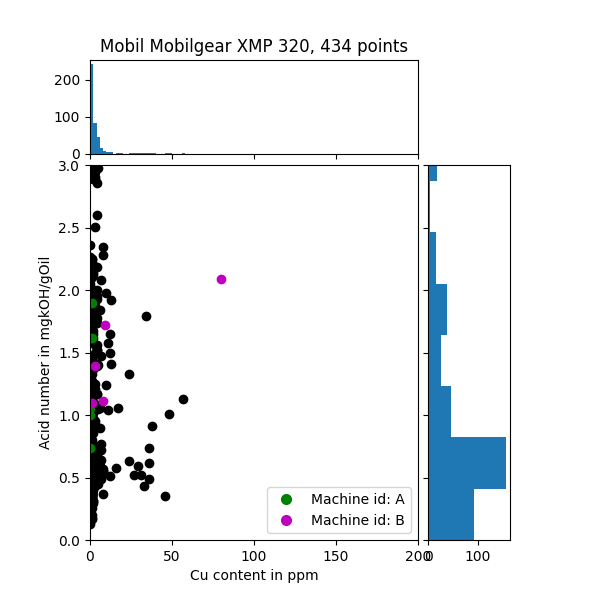 Mobil Mobilgear XMP 320, 434 points
200
100
0
3.0
2.5
2.0
1.5
1.0
0.5
0.0
Acid number in mgkOH/gOil
Machine id: A
Machine id: B
0 50 100 150 200 0 100
Cu content in ppm